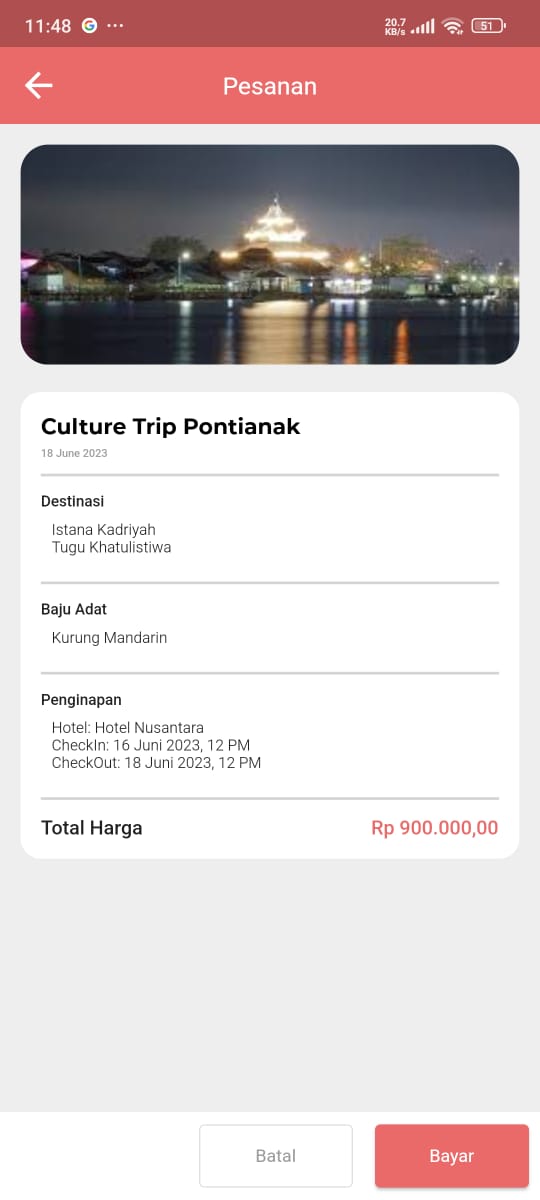 11:48
20.7
KB/s
51
Pesanan
Culture Trip Pontianak
18 June 2023
Destinasi
Istana Kadriyah
Tugu Khatulistiwa
Baju Adat
Kurung Mandarin
Penginapan
Hotel: Hotel Nusantara
CheckIn: 16 Juni 2023, 12 PM
CheckOut: 18 Juni 2023, 12 PM
Total Harga Rp 900.000,00
Batal Bayar